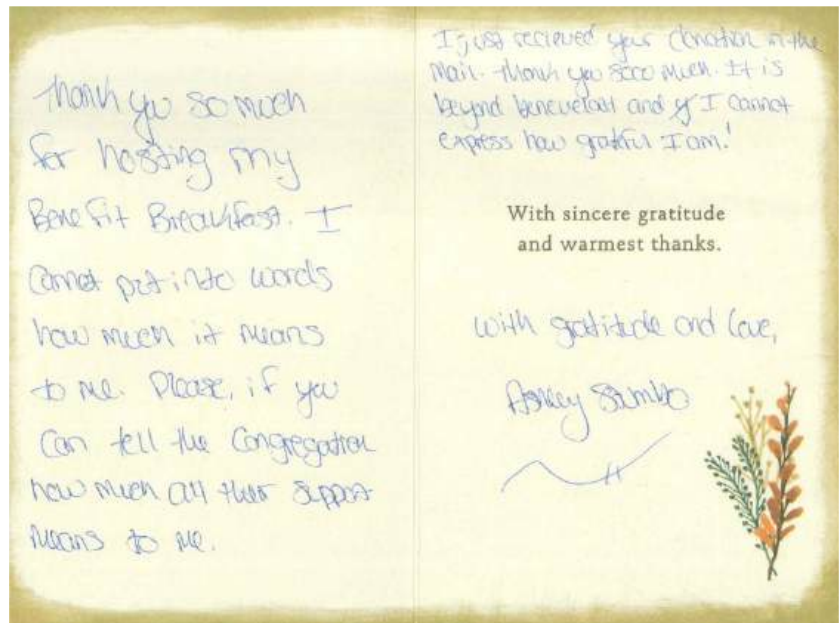 Thank you so much
for hosting my
Benefit Breakfast. I
cannot put into words
how much it means
to me. Please, if you
can tell the Congregation
how much all their support
means to me.
I just recieved your donation in the
mail. Thank you sooo much. It is
beyond benevelant and I cannot
express how grateful I am!
With sincere gratitude
and warmest thanks.
With gratitude and love,
Ashley Stumbo